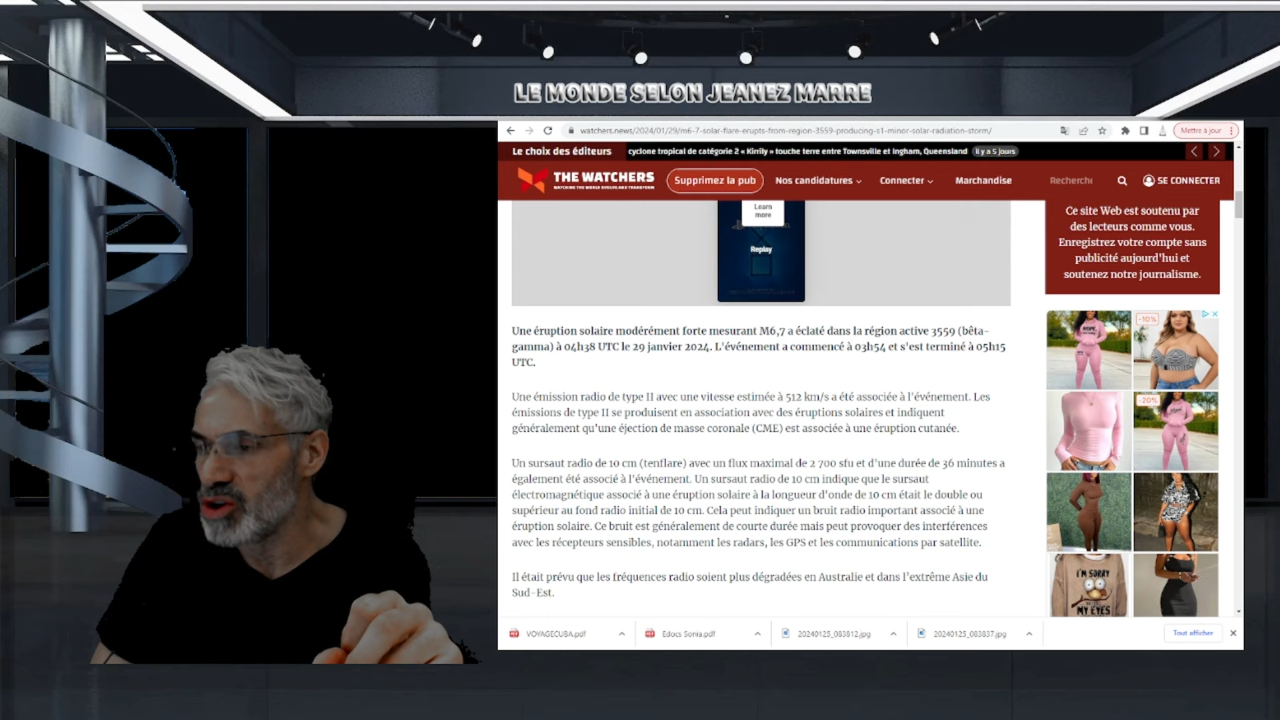 LE MONDE SELON JEANEZ MARRE
watchers.news/2024/01/29/m6-7-solar-flare-erupts-from-region-3559-producing-s1-minor-solar-radiation-storm/
Mettre à jour
Le choix des éditeurs
cyclone tropical de catégorie 2 « Kirrily » touche terre entre Townsville et Ingham, Queensland
il y a 5 jours
THE WATCHERS
WATCHING THE WORLD EVOLVE AND TRANSFORM
Supprimez la pub
Nos candidatures
Connecter
Marchandise
Recherche
SE CONNECTER
Learn
more
Replay
Ce site Web est soutenu par
des lecteurs comme vous.
Enregistrez votre compte sans
publicité aujourd'hui et
soutenez notre journalisme.
Une éruption solaire modérément forte mesurant M6,7 a éclaté dans la région active 3559 (bêta-
gamma) à 04h38 UTC le 29 janvier 2024. L'événement a commencé à 03h54 et s'est terminé à 05h15
UTC.
Une émission radio de type II avec une vitesse estimée à 512 km/s a été associée à l'événement. Les
émissions de type II se produisent en association avec des éruptions solaires et indiquent
généralement qu'une éjection de masse coronale (CME) est associée à une éruption cutanée.
Un sursaut radio de 10 cm (tenflare) avec un flux maximal de 2 700 sfu et d'une durée de 36 minutes a
également été associé à l'événement. Un sursaut radio de 10 cm indique que le sursaut
électromagnétique associé à une éruption solaire à la longueur d'onde de 10 cm était le double ou
supérieur au fond radio initial de 10 cm. Cela peut indiquer un bruit radio important associé à une
éruption solaire. Ce bruit est généralement de courte durée mais peut provoquer des interférences
avec les récepteurs sensibles, notamment les radars, les GPS et les communications par satellite.
Il était prévu que les fréquences radio soient plus dégradées en Australie et dans l'extrême Asie du
Sud-Est.
-10%
-20%
I'M SORRY
MY EYES
VOYAGECUBA.pdf
Edocs Sonia.pdf
20240125_083812.jpg
20240125_083837.jpg
Tout afficher